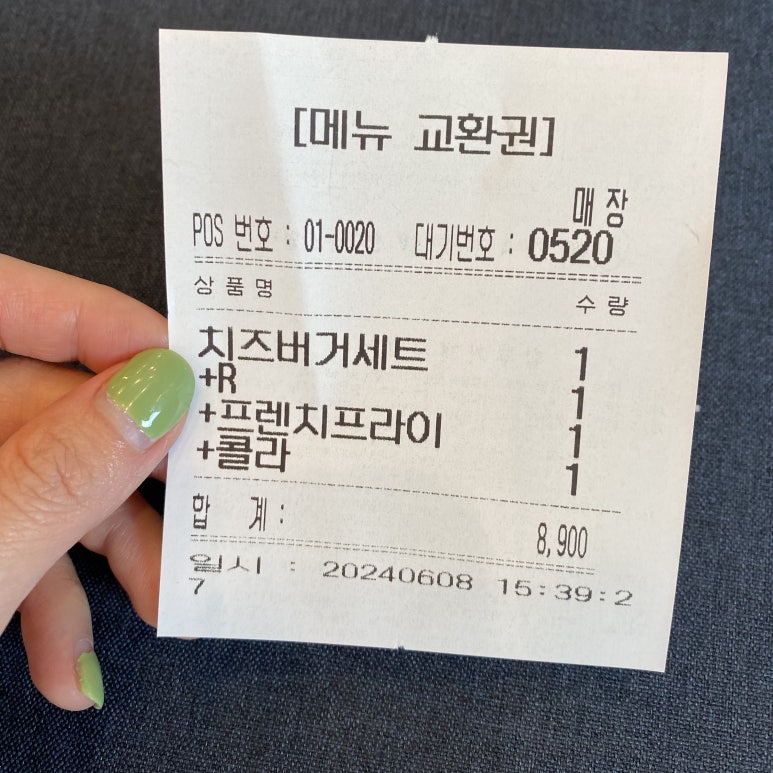 [메뉴 교환권]
매장
POS 번호 : 01-0020 대기번호 : 0520
상품명 수량
치즈버거세트 1
+R 1
+프렌치프라이 1
+콜라 1
합 계 : 8,900
일시 : 20240608 15:39:2
7